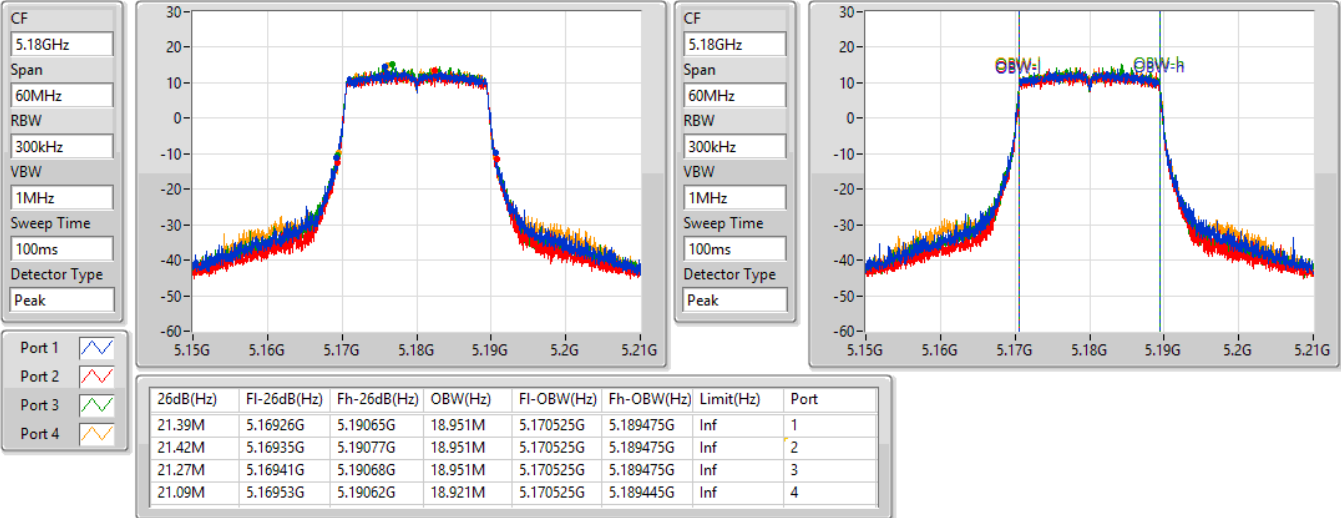 CF
5.18GHz
Span
60MHz
RBW
300kHz
VBW
1MHz
Sweep Time
100ms
Detector Type
Peak
30
20
10
0
-10
-20
-30
-40
-50
-60
5.15G 5.16G 5.17G 5.18G 5.19G 5.2G 5.21G
CF
5.18GHz
Span
60MHz
RBW
300kHz
VBW
1MHz
Sweep Time
100ms
Detector Type
Peak
30
20
10
0
-10
-20
-30
-40
-50
-60
OBW-l OBW-h
5.15G 5.16G 5.17G 5.18G 5.19G 5.2G 5.21G
Port 1
Port 2
Port 3
Port 4
26dB(Hz) Fl-26dB(Hz) Fh-26dB(Hz) OBW(Hz) Fl-OBW(Hz) Fh-OBW(Hz) Limit(Hz) Port
21.39M 5.16926G 5.19065G 18.951M 5.170525G 5.189475G Inf 1
21.42M 5.16935G 5.19077G 18.951M 5.170525G 5.189475G Inf 2
21.27M 5.16941G 5.19068G 18.951M 5.170525G 5.189475G Inf 3
21.09M 5.16953G 5.19062G 18.921M 5.170525G 5.189445G Inf 4